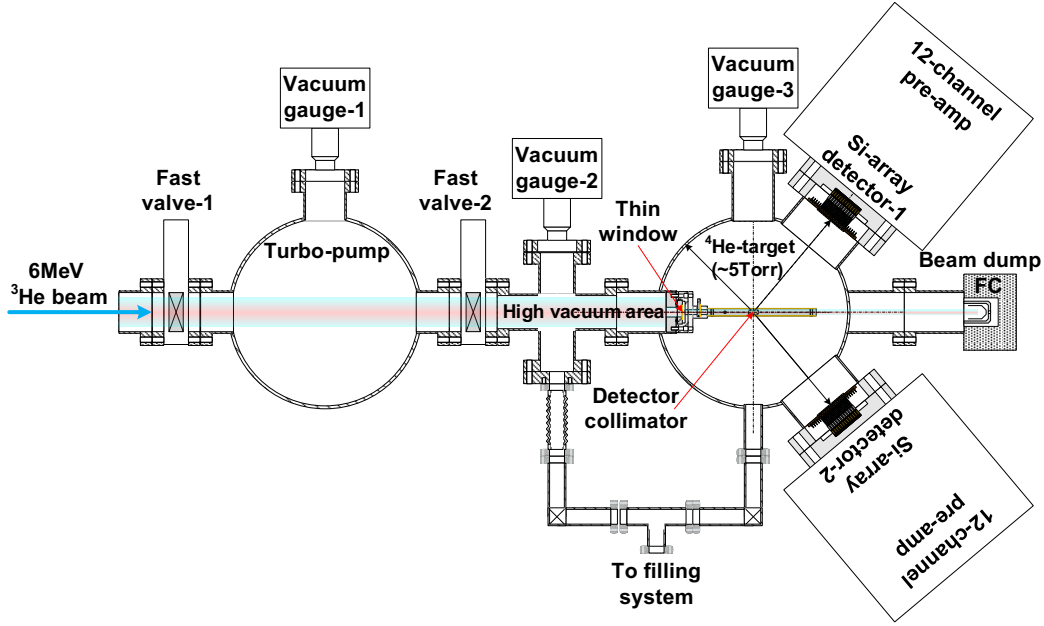 Vacuum
gauge-1
Vacuum
gauge-2
Vacuum
gauge-3
12-channel
pre-amp
Si-array
detector-1
Fast
valve-1
Fast
valve-2
Thin
window
Turbo-pump
⁴He-target
(~5Torr)
Beam dump
FC
6MeV
³He beam
High vacuum area
Detector
collimator
Si-array
detector-2
12-channel
pre-amp
To filling
system